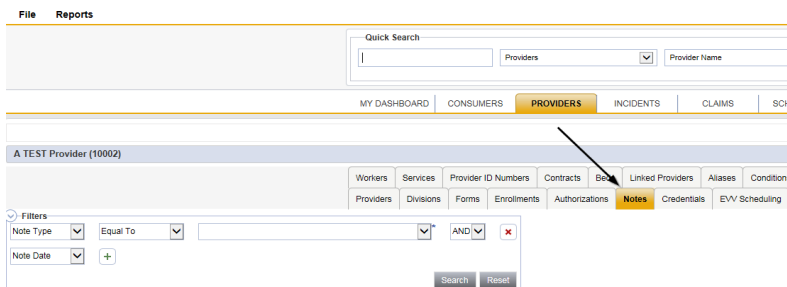 File Reports
Quick Search
Providers Provider Name
MY DASHBOARD CONSUMERS PROVIDERS INCIDENTS CLAIMS SCH
A TEST Provider (10002)
Workers Services Provider ID Numbers Contracts Linked Providers Aliases Condition
Providers Divisions Forms Enrollments Authorizations Notes Credentials EVV Scheduling
Filters
Note Type Equal To * AND
Note Date
Search Reset